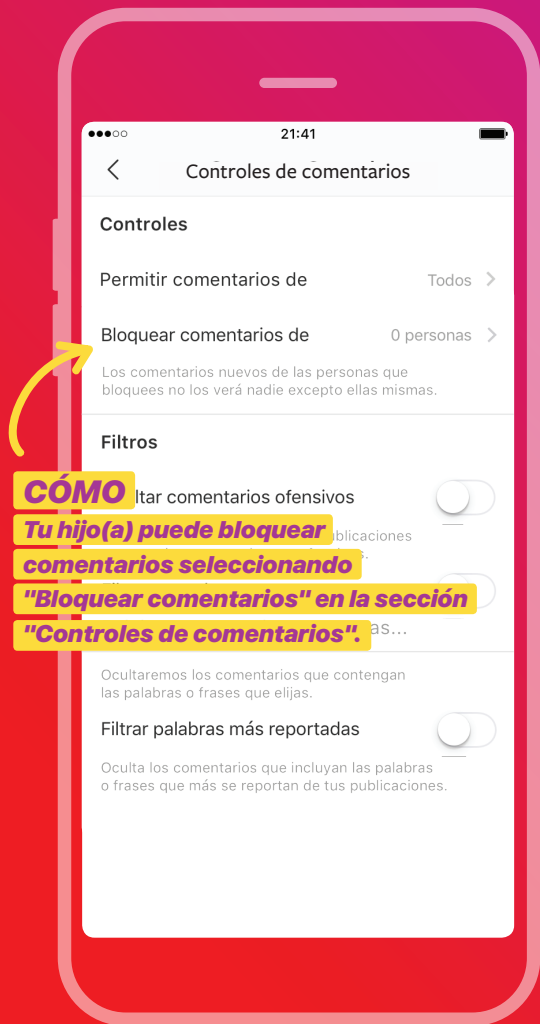 21:41
Controles de comentarios
Controles
Permitir comentarios de Todos
Bloquear comentarios de 0 personas
Los comentarios nuevos de las personas que
bloquees no los verá nadie excepto ellas mismas.
Filtros
CÓMO ltar comentarios ofensivos
Tu hijo(a) puede bloquear ublicaciones
comentarios seleccionando
"Bloquear comentarios" en la sección
"Controles de comentarios". as...
Ocultaremos los comentarios que contengan
las palabras o frases que elijas.
Filtrar palabras más reportadas
Oculta los comentarios que incluyan las palabras
o frases que más se reportan de tus publicaciones.